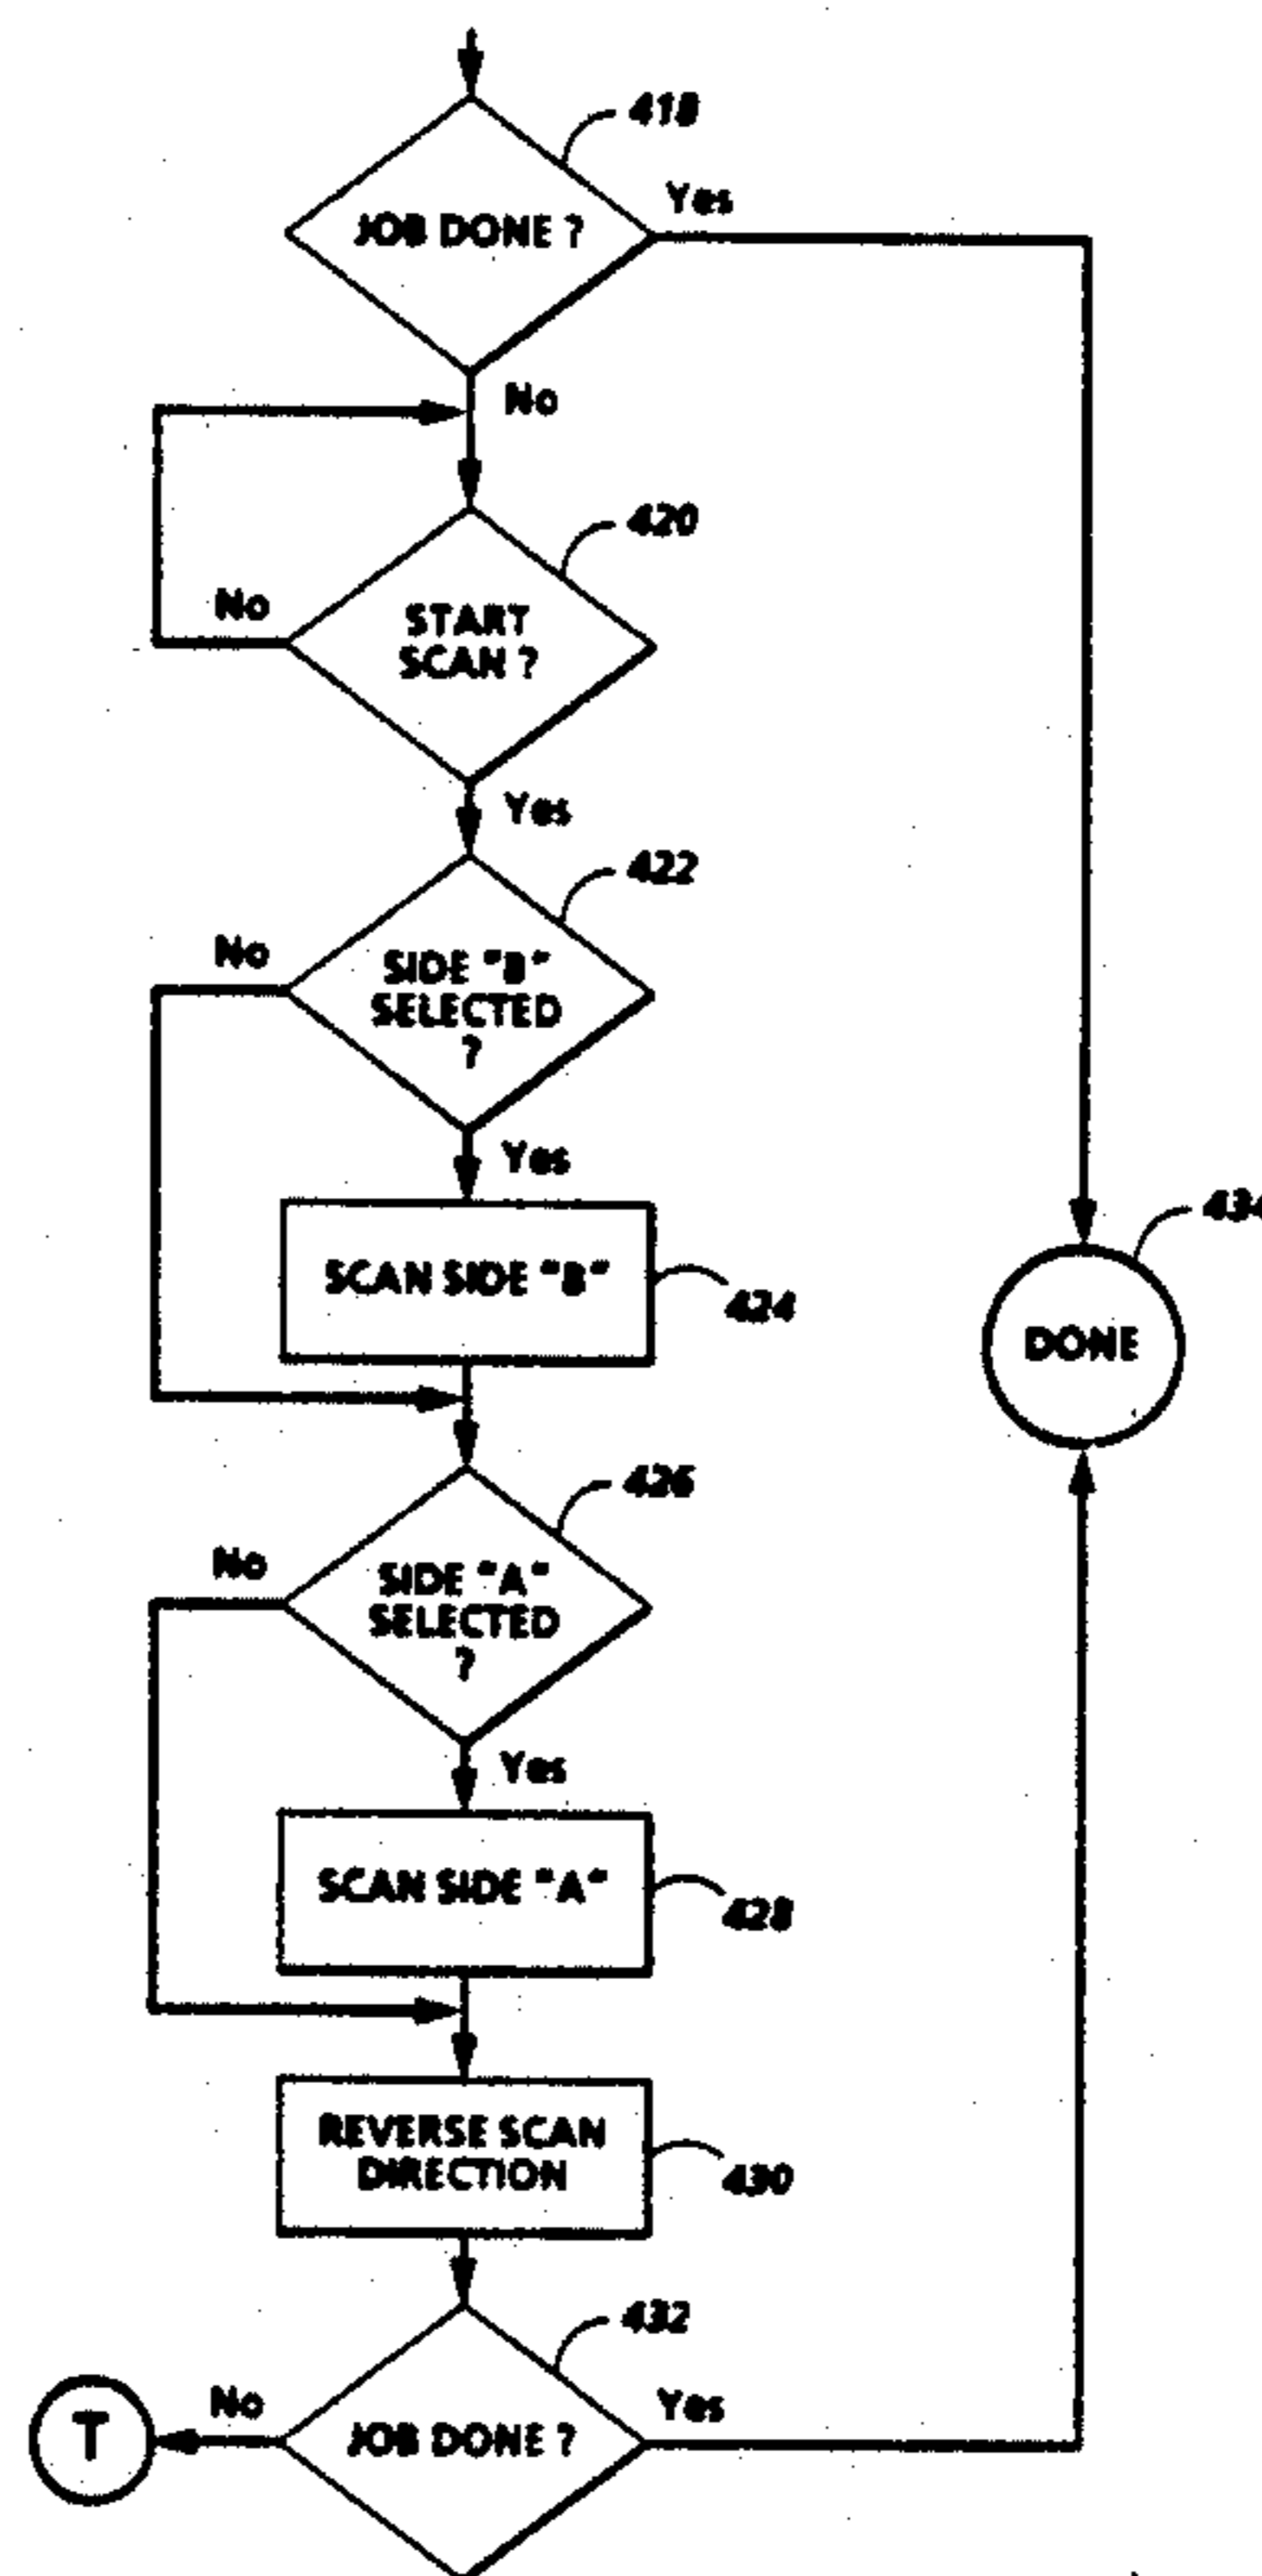 418
JOB DONE ?
Yes
No
420
No
START
SCAN ?
Yes
422
No
SIDE "B"
SELECTED
?
Yes
SCAN SIDE "B"
424
434
DONE
426
No
SIDE "A"
SELECTED
?
Yes
SCAN SIDE "A"
428
REVERSE SCAN
DIRECTION
430
432
T
No
JOB DONE ?
Yes